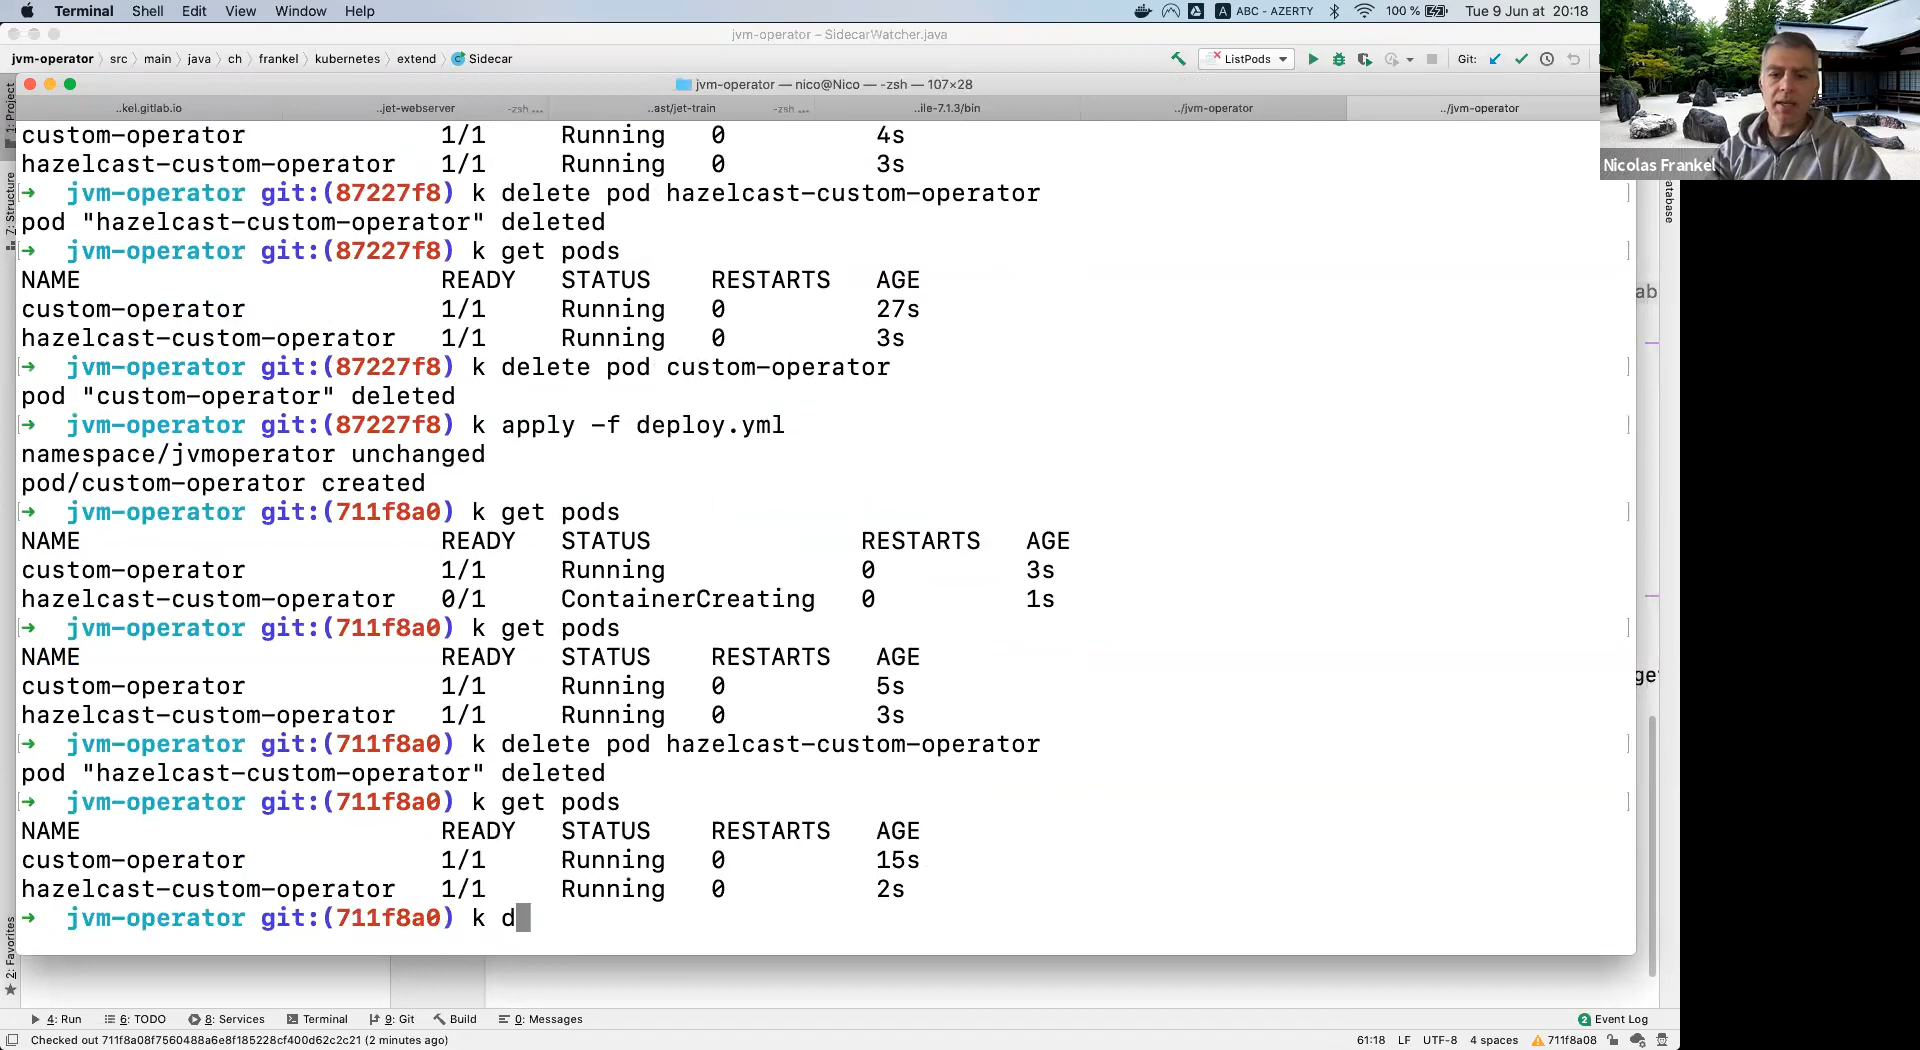 Terminal Shell Edit View Window Help ABC - AZERTY 100 % Tue 9 Jun at 20:18
jvm-operator – SidecarWatcher.java
jvm-operator src main java ch frankel kubernetes extend Sidecar ListPods Git:
jvm-operator — nico@Nico — -zsh — 107×28
..kel.gitlab.io ..jet-webserver -zsh ... ..ast/jet-train -zsh ... ..ile-7.1.3/bin ../jvm-operator ../jvm-operator
custom-operator 1/1 Running 0 4s
hazelcast-custom-operator 1/1 Running 0 3s
→ jvm-operator git:(87227f8) k delete pod hazelcast-custom-operator
pod "hazelcast-custom-operator" deleted
→ jvm-operator git:(87227f8) k get pods
NAME READY STATUS RESTARTS AGE
custom-operator 1/1 Running 0 27s
hazelcast-custom-operator 1/1 Running 0 3s
→ jvm-operator git:(87227f8) k delete pod custom-operator
pod "custom-operator" deleted
→ jvm-operator git:(87227f8) k apply -f deploy.yml
namespace/jvmoperator unchanged
pod/custom-operator created
→ jvm-operator git:(711f8a0) k get pods
NAME READY STATUS RESTARTS AGE
custom-operator 1/1 Running 0 3s
hazelcast-custom-operator 0/1 ContainerCreating 0 1s
→ jvm-operator git:(711f8a0) k get pods
NAME READY STATUS RESTARTS AGE
custom-operator 1/1 Running 0 5s
hazelcast-custom-operator 1/1 Running 0 3s
→ jvm-operator git:(711f8a0) k delete pod hazelcast-custom-operator
pod "hazelcast-custom-operator" deleted
→ jvm-operator git:(711f8a0) k get pods
NAME READY STATUS RESTARTS AGE
custom-operator 1/1 Running 0 15s
hazelcast-custom-operator 1/1 Running 0 2s
→ jvm-operator git:(711f8a0) k d
1: Project
7: Structure
2: Favorites
Nicolas Frankel
atabase
ab
ge
4: Run 6: TODO 8: Services Terminal 9: Git Build 0: Messages 2 Event Log
Checked out 711f8a08f7560488a6e8f185228cf400d62c2c21 (2 minutes ago) 61:18 LF UTF-8 4 spaces 711f8a08